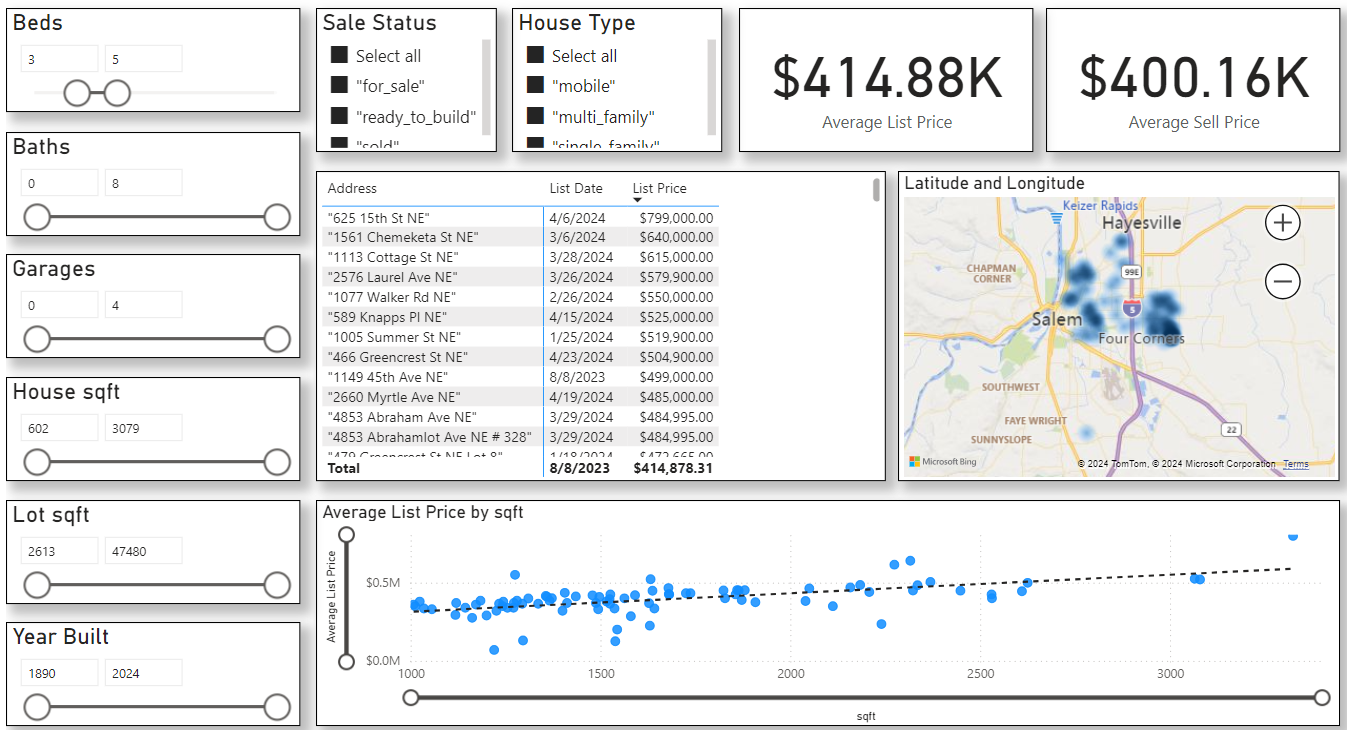 Beds
3 5
Baths
0 8
Garages
0 4
House sqft
602 3079
Lot sqft
2613 47480
Year Built
1890 2024
Sale Status
Select all
"for_sale"
"ready_to_build"
"sold"
House Type
Select all
"mobile"
"multi_family"
"single_family"
$414.88K
Average List Price
$400.16K
Average Sell Price
Address List Date List Price
"625 15th St NE" 4/6/2024 $799,000.00
"1561 Chemeketa St NE" 3/6/2024 $640,000.00
"1113 Cottage St NE" 3/28/2024 $615,000.00
"2576 Laurel Ave NE" 3/26/2024 $579,900.00
"1077 Walker Rd NE" 2/26/2024 $550,000.00
"589 Knapps Pl NE" 4/15/2024 $525,000.00
"1005 Summer St NE" 1/25/2024 $519,900.00
"466 Greencrest St NE" 4/23/2024 $504,900.00
"1149 45th Ave NE" 8/8/2023 $499,000.00
"2660 Myrtle Ave NE" 4/19/2024 $485,000.00
"4853 Abraham Ave NE" 3/29/2024 $484,995.00
"4853 Abrahamlot Ave NE # 328" 3/29/2024 $484,995.00
"479 Greencrest St NE Lot 8" 1/18/2024 $472,665.00
Total 8/8/2023 $414,878.31
Latitude and Longitude
Keizer Rapids
Hayesville
CHAPMAN
CORNER
99E
5
Salem
Four Corners
SOUTHWEST
FAYE WRIGHT
22
SUNNYSLOPE
Microsoft Bing
© 2024 TomTom, © 2024 Microsoft Corporation Terms
Average List Price by sqft
Average List Price
$0.5M
$0.0M
1000 1500 2000 2500 3000
sqft